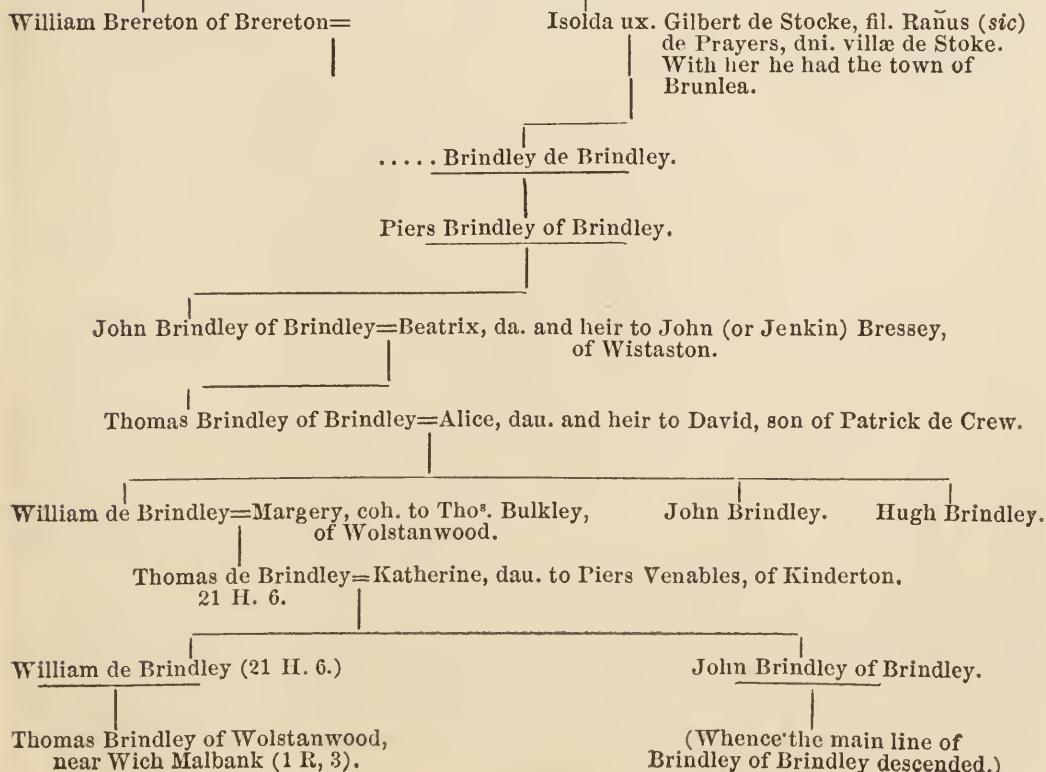 William Brereton of Brereton=
Isolda ux. Gilbert de Stocke, fil. Ran̄us (sic)
de Prayers, dni. villæ de Stoke.
With her he had the town of
Brunlea.
..... Brindley de Brindley.
Piers Brindley of Brindley.
John Brindley of Brindley=Beatrix, da. and heir to John (or Jenkin) Bressey,
of Wistaston.
Thomas Brindley of Brindley=Alice, dau. and heir to David, son of Patrick de Crew.
William de Brindley=Margery, coh. to Thoˢ. Bulkley,
of Wolstanwood.
John Brindley.
Hugh Brindley.
Thomas de Brindley=Katherine, dau. to Piers Venables, of Kinderton.
21 H. 6.
William de Brindley (21 H. 6.)
John Brindley of Brindley.
Thomas Brindley of Wolstanwood,
near Wich Malbank (1 R, 3).
(Whence the main line of
Brindley of Brindley descended.)